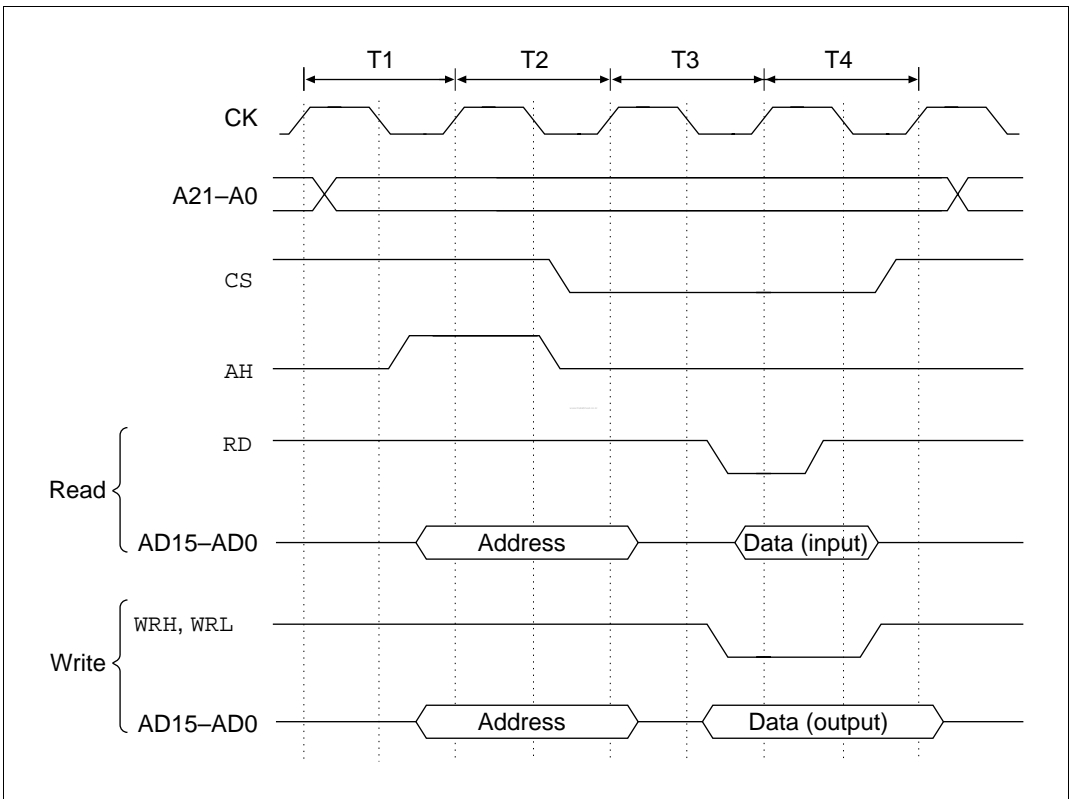 T1 T2 T3 T4
CK
A21–A0
CS
AH
RD
Read
AD15–AD0 Address Data (input)
WRH, WRL
Write
AD15–AD0 Address Data (output)